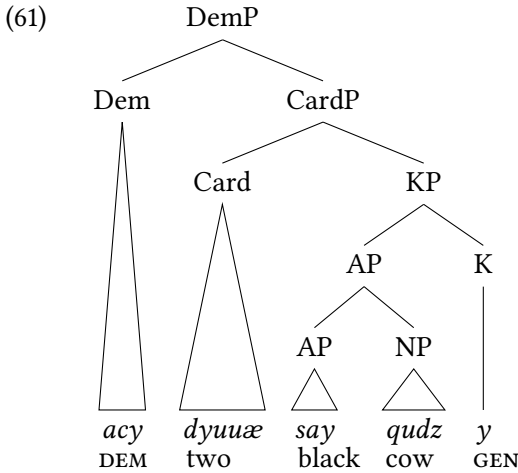 (61) DemP
Dem CardP
Card KP
AP K
AP NP
acy dyuuæ say qudz y
DEM two black cow GEN